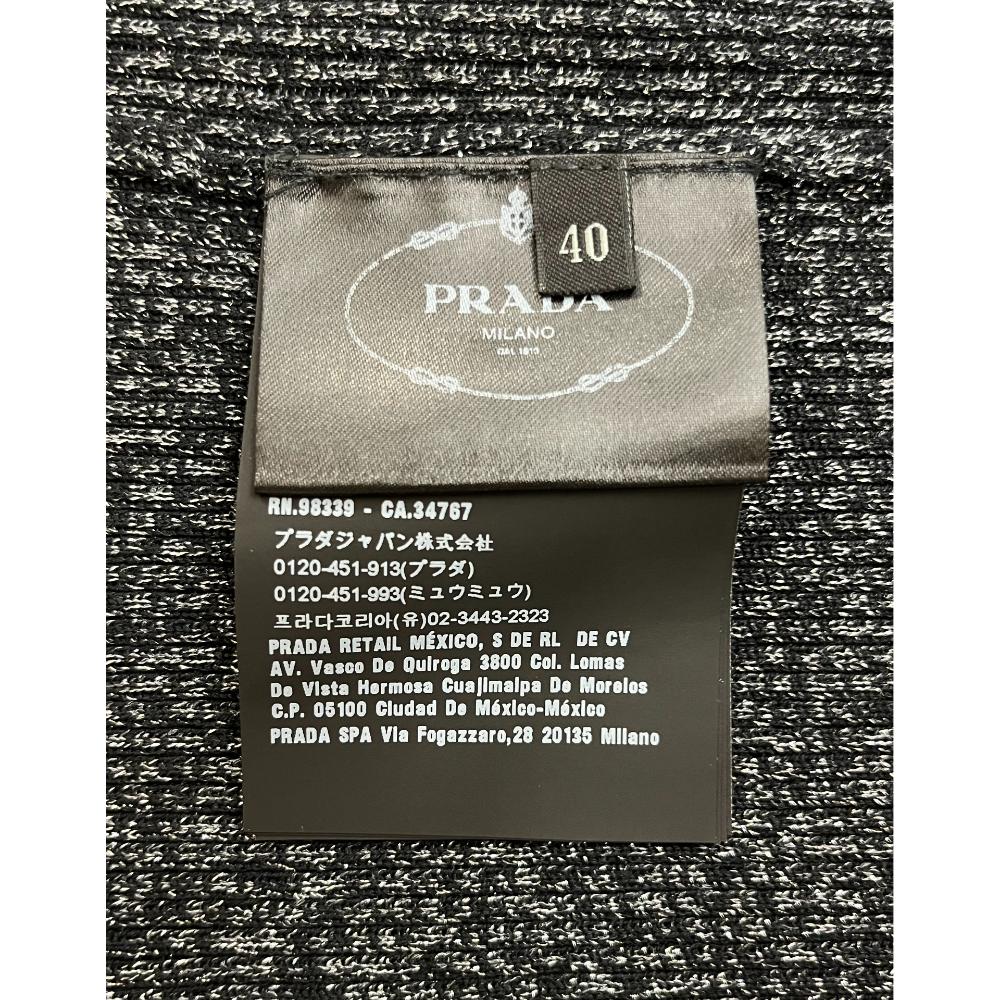 40
PRADA
MILANO
DAL 1913
RN.98339 - CA.34767
プラダジャパン株式会社
0120-451-913(プラダ)
0120-451-993(ミュウミュウ)
프라다코리아(유)02-3443-2323
PRADA RETAIL MÉXICO, S DE RL DE CV
AV. Vasco De Quiroga 3800 Col. Lomas
De Vista Hermosa Cuajimalpa De Morelos
C.P. 05100 Ciudad De México-México
PRADA SPA Via Fogazzaro,28 20135 Milano